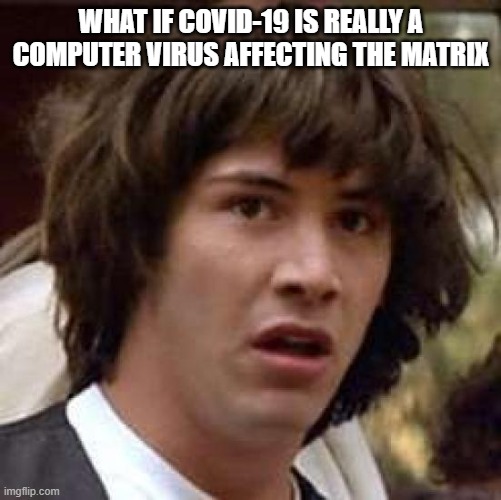 WHAT IF COVID-19 IS REALLY A
COMPUTER VIRUS AFFECTING THE MATRIX
imgflip.com